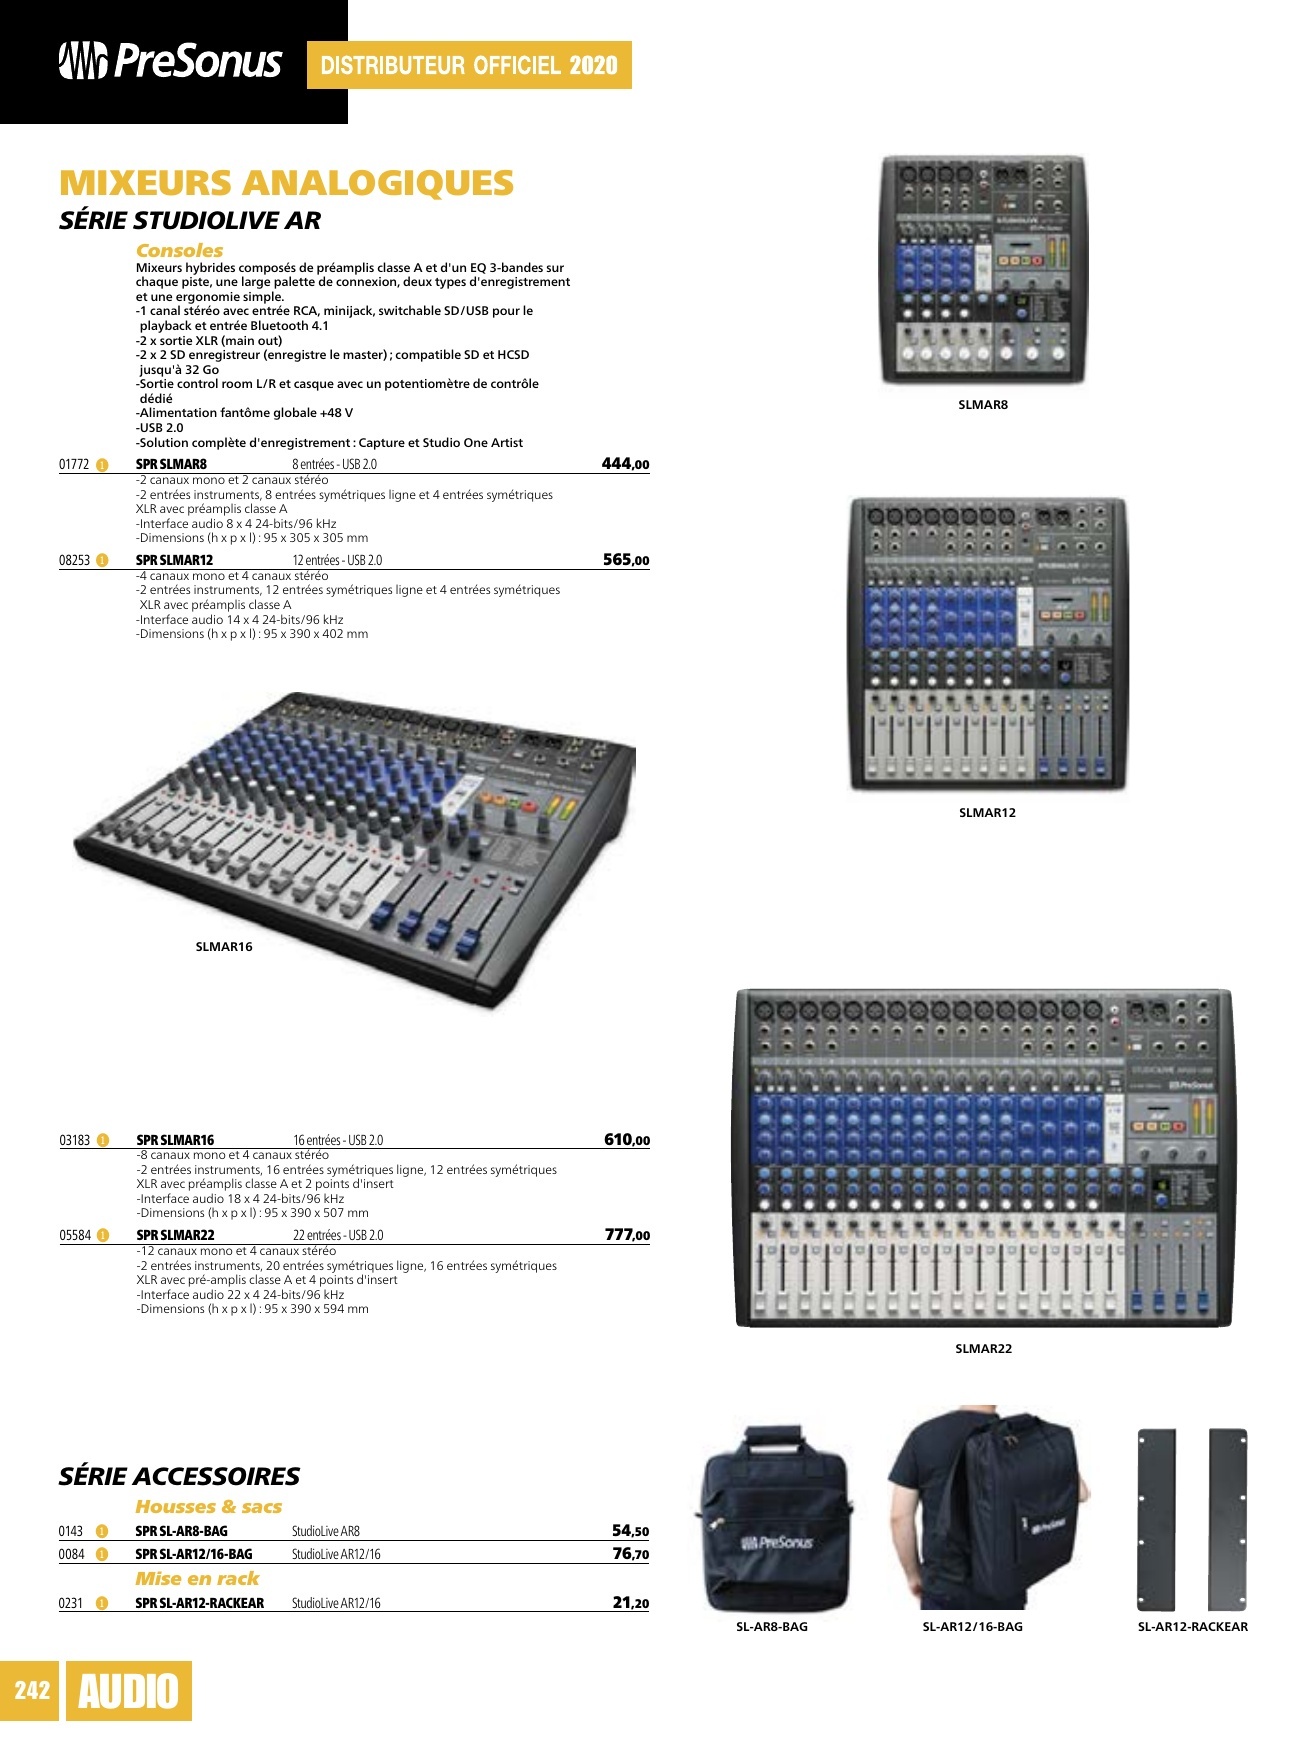 PreSonus
DISTRIBUTEUR OFFICIEL 2020
MIXEURS ANALOGIQUES
SÉRIE STUDIOLIVE AR
Consoles
Mixeurs hybrides composés de préamplis classe A et d'un EQ 3-bandes sur
chaque piste, une large palette de connexion, deux types d'enregistrement
et une ergonomie simple.
-1 canal stéréo avec entrée RCA, minijack, switchable SD/USB pour le
playback et entrée Bluetooth 4.1
-2 x sortie XLR (main out)
-2 x 2 SD enregistreur (enregistre le master) ; compatible SD et HCSD
jusqu'à 32 Go
-Sortie control room L/R et casque avec un potentiomètre de contrôle
dédié
-Alimentation fantôme globale +48 V
-USB 2.0
-Solution complète d'enregistrement : Capture et Studio One Artist
01772 1 SPR SLMAR8 8 entrées - USB 2.0 444,00
-2 canaux mono et 2 canaux stéréo
-2 entrées instruments, 8 entrées symétriques ligne et 4 entrées symétriques
XLR avec préamplis classe A
-Interface audio 8 x 4 24-bits/96 kHz
-Dimensions (h x p x l) : 95 x 305 x 305 mm
08253 1 SPR SLMAR12 12 entrées - USB 2.0 565,00
-4 canaux mono et 4 canaux stéréo
-2 entrées instruments, 12 entrées symétriques ligne et 4 entrées symétriques
XLR avec préamplis classe A
-Interface audio 14 x 4 24-bits/96 kHz
-Dimensions (h x p x l) : 95 x 390 x 402 mm
SLMAR8
SLMAR12
SLMAR16
03183 1 SPR SLMAR16 16 entrées - USB 2.0 610,00
-8 canaux mono et 4 canaux stéréo
-2 entrées instruments, 16 entrées symétriques ligne, 12 entrées symétriques
XLR avec préamplis classe A et 2 points d'insert
-Interface audio 18 x 4 24-bits/96 kHz
-Dimensions (h x p x l) : 95 x 390 x 507 mm
05584 1 SPR SLMAR22 22 entrées - USB 2.0 777,00
-12 canaux mono et 4 canaux stéréo
-2 entrées instruments, 20 entrées symétriques ligne, 16 entrées symétriques
XLR avec pré-amplis classe A et 4 points d'insert
-Interface audio 22 x 4 24-bits/96 kHz
-Dimensions (h x p x l) : 95 x 390 x 594 mm
PreSonus
SLMAR22
SÉRIE ACCESSOIRES
Housses & sacs
0143 1 SPR SL-AR8-BAG StudioLive AR8 54,50
0084 1 SPR SL-AR12/16-BAG StudioLive AR12/16 76,70
Mise en rack
0231 1 SPR SL-AR12-RACKEAR StudioLive AR12/16 21,20
PreSonus
PreSonus
SL-AR8-BAG
SL-AR12/16-BAG
SL-AR12-RACKEAR
242 AUDIO